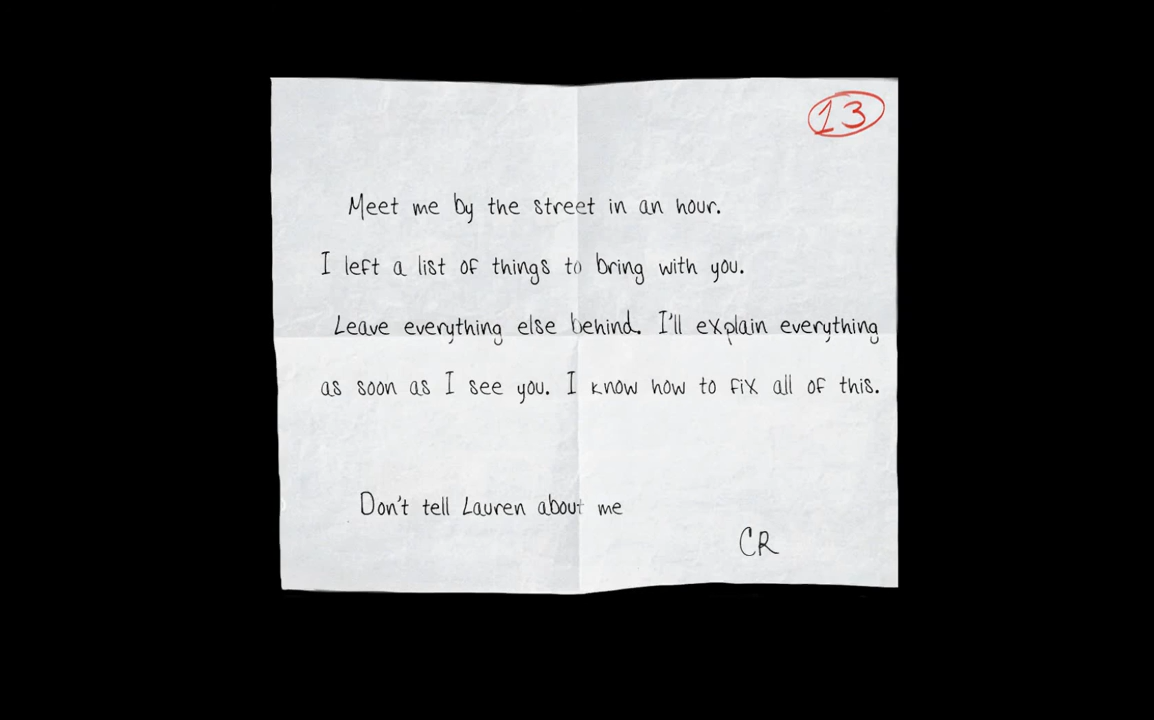 13
Meet me by the street in an hour.
I left a list of things to bring with you.
Leave everything else behind. I'll explain everything
as soon as I see you. I know how to fix all of this.
Don't tell Lauren about me
CR